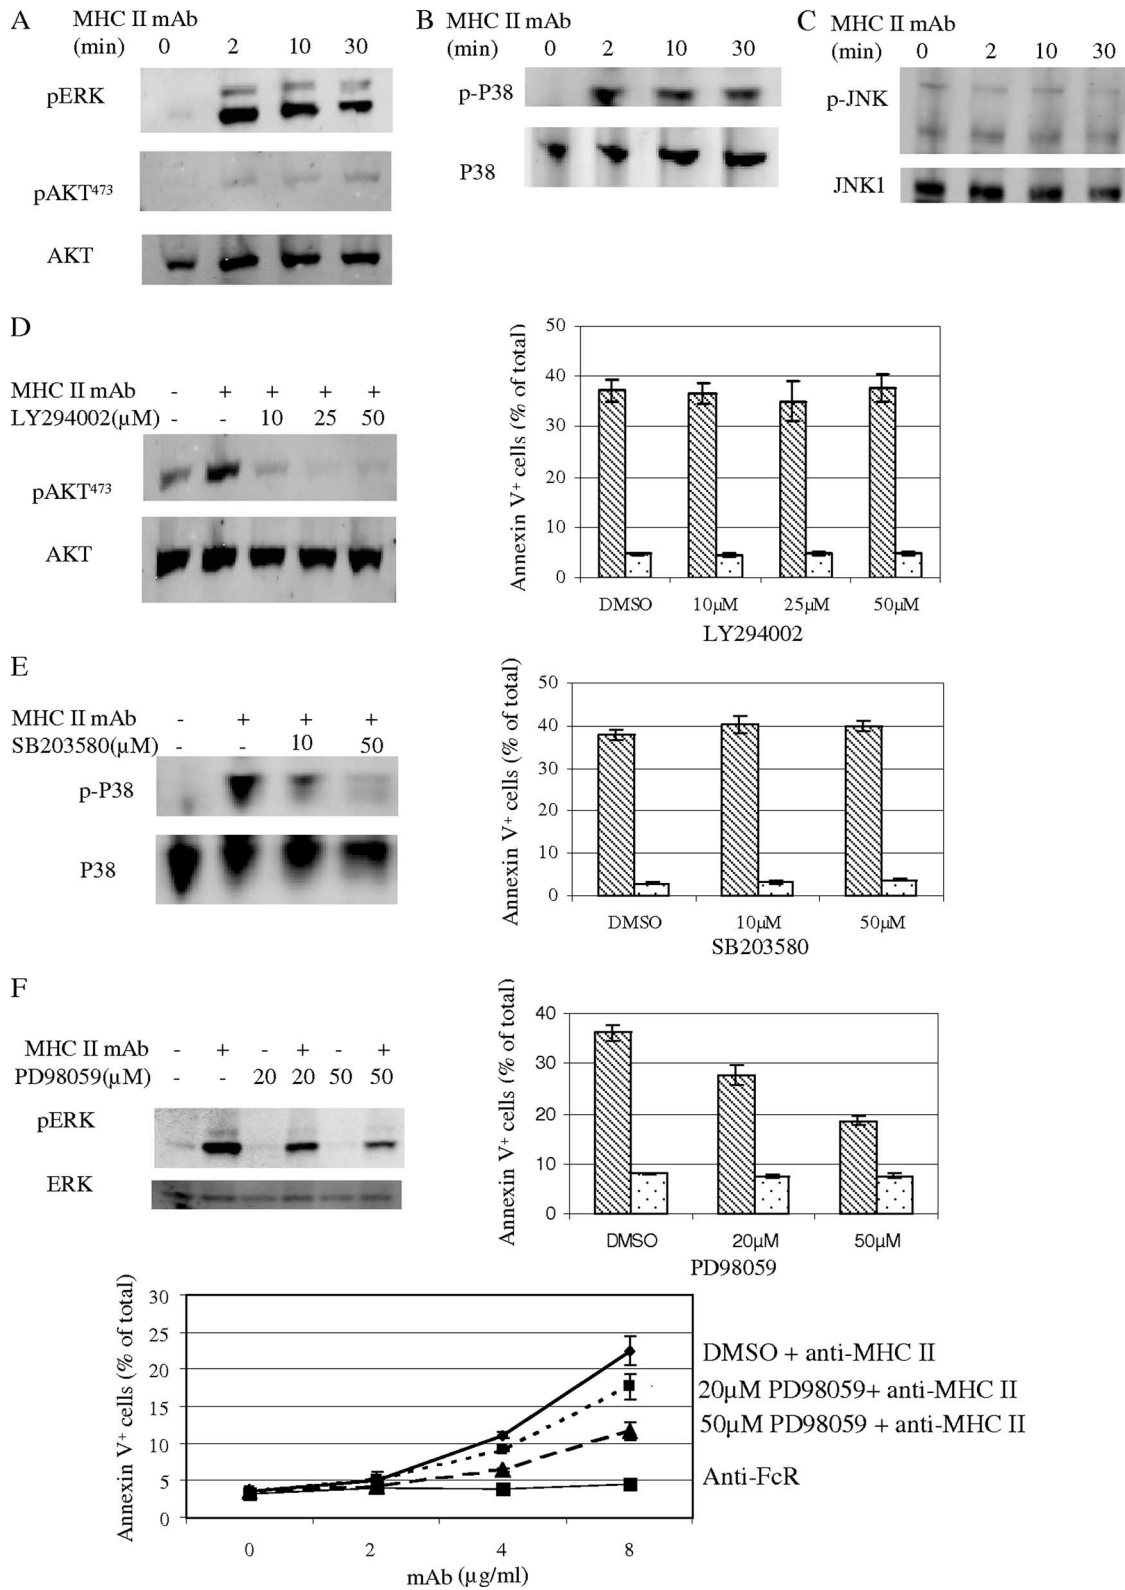 A
MHC II mAb
(min) 0 2 10 30
pERK
pAKT⁴⁷³
AKT
B
MHC II mAb
(min) 0 2 10 30
p-P38
P38
C
MHC II mAb
(min) 0 2 10 30
p-JNK
JNK1
D
MHC II mAb - + + + +
LY294002(µM) - - 10 25 50
pAKT⁴⁷³
AKT
Annexin V⁺ cells (% of total)
50
40
30
20
10
0
DMSO 10µM 25µM 50µM
LY294002
E
MHC II mAb - + + +
SB203580(µM) - - 10 50
p-P38
P38
Annexin V⁺ cells (% of total)
50
40
30
20
10
0
DMSO 10µM 50µM
SB203580
F
MHC II mAb - + - + - +
PD98059(µM) - - 20 20 50 50
pERK
ERK
Annexin V⁺ cells (% of total)
40
30
20
10
0
DMSO 20µM 50µM
PD98059
Annexin V⁺ cells (% of total)
30
25
20
15
10
5
0
0 2 4 8
mAb (µg/ml)
DMSO + anti-MHC II
20µM PD98059+ anti-MHC II
50µM PD98059 + anti-MHC II
Anti-FcR